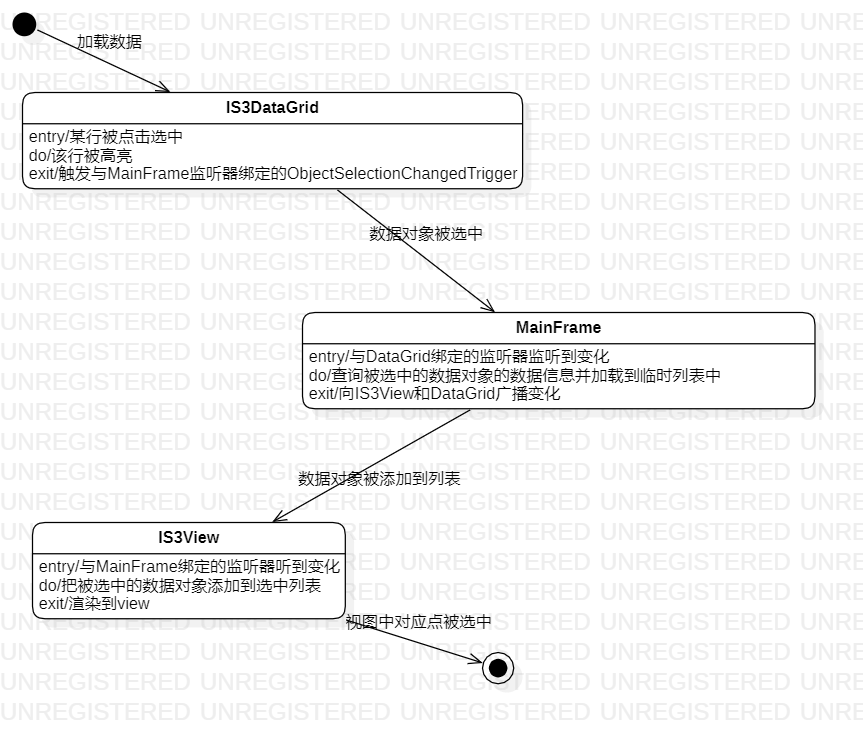 加载数据
IS3DataGrid
entry/某行被点击选中
do/该行被高亮
exit/触发与MainFrame监听器绑定的ObjectSelectionChangedTrigger
数据对象被选中
MainFrame
entry/与DataGrid绑定的监听器监听到变化
do/查询被选中的数据对象的数据信息并加载到临时列表中
exit/向IS3View和DataGrid广播变化
数据对象被添加到列表
IS3View
entry/与MainFrame绑定的监听器听到变化
do/把被选中的数据对象添加到选中列表
exit/渲染到view
视图中对应点被选中